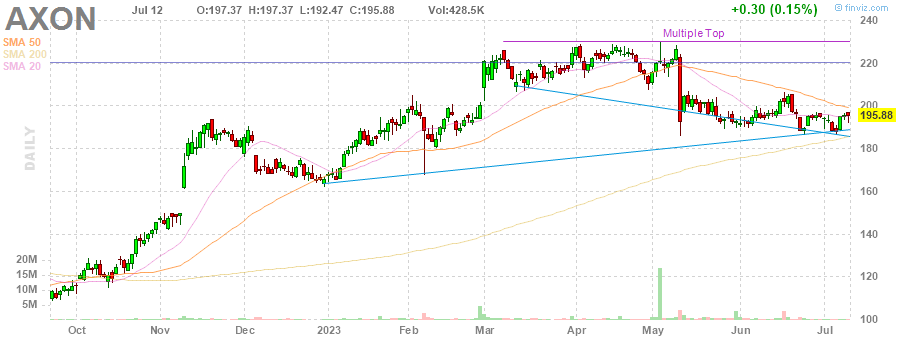 AXON
Jul 12 O:197.37 H:197.37 L:192.47 C:195.88 Vol:428.5K +0.30 (0.15%)
© finviz.com
SMA 50
SMA 200
SMA 20
Multiple Top
DAILY
240
220
200
195.88
180
160
140
120
100
20M
15M
10M
5M
Oct Nov Dec 2023 Feb Mar Apr May Jun Jul